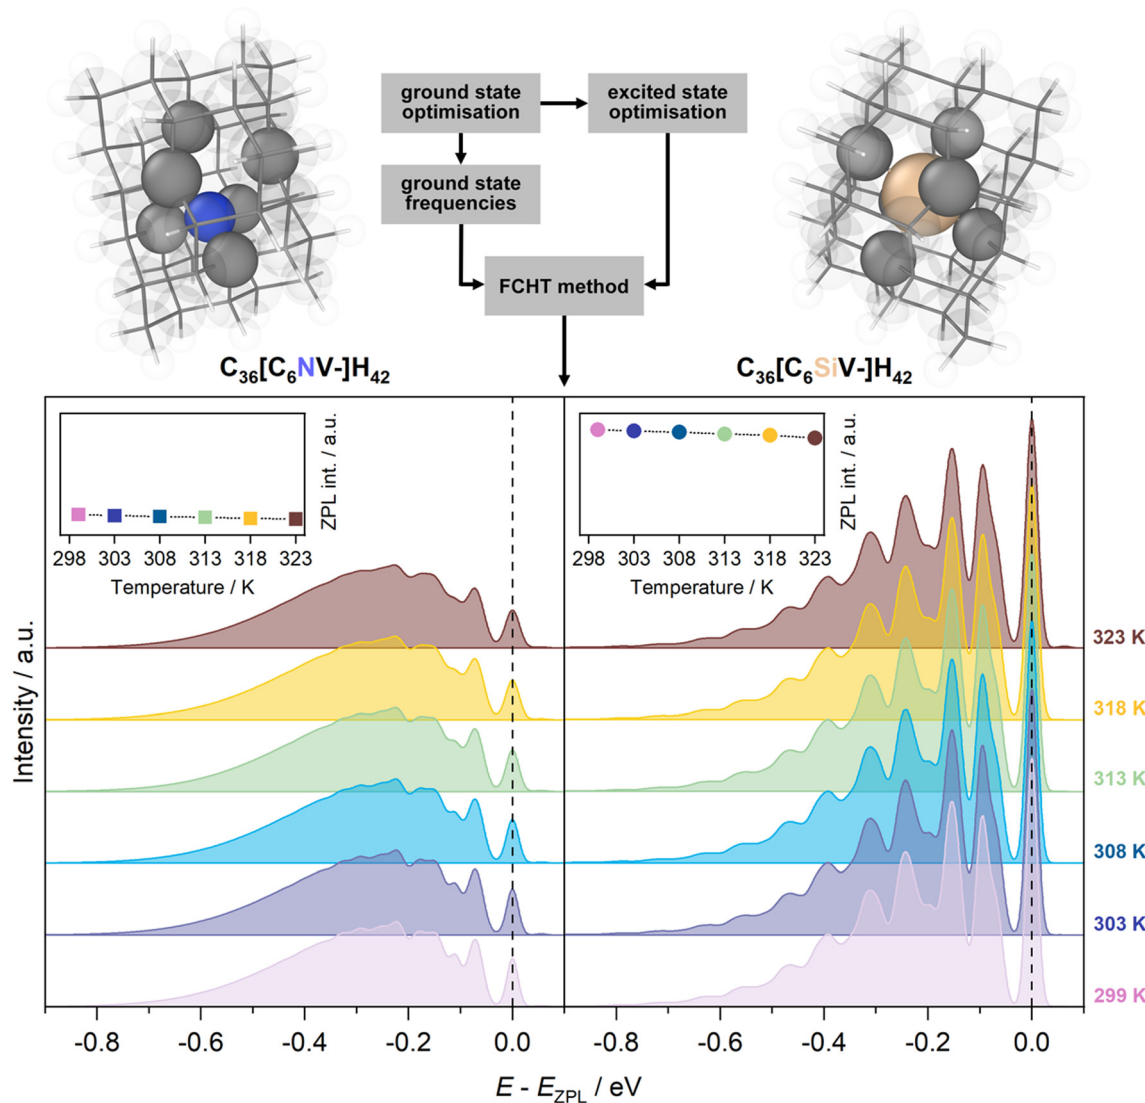 ground state
optimisation
excited state
optimisation
ground state
frequencies
FCHT method
C₃₆[C₆NV-]H₄₂
C₃₆[C₆SiV-]H₄₂
ZPL int. / a.u.
298 303 308 313 318 323
Temperature / K
ZPL int. / a.u.
298 303 308 313 318 323
Temperature / K
Intensity / a.u.
323 K
318 K
313 K
308 K
303 K
299 K
-0.8 -0.6 -0.4 -0.2 0.0
-0.8 -0.6 -0.4 -0.2 0.0
E - E_ZPL / eV